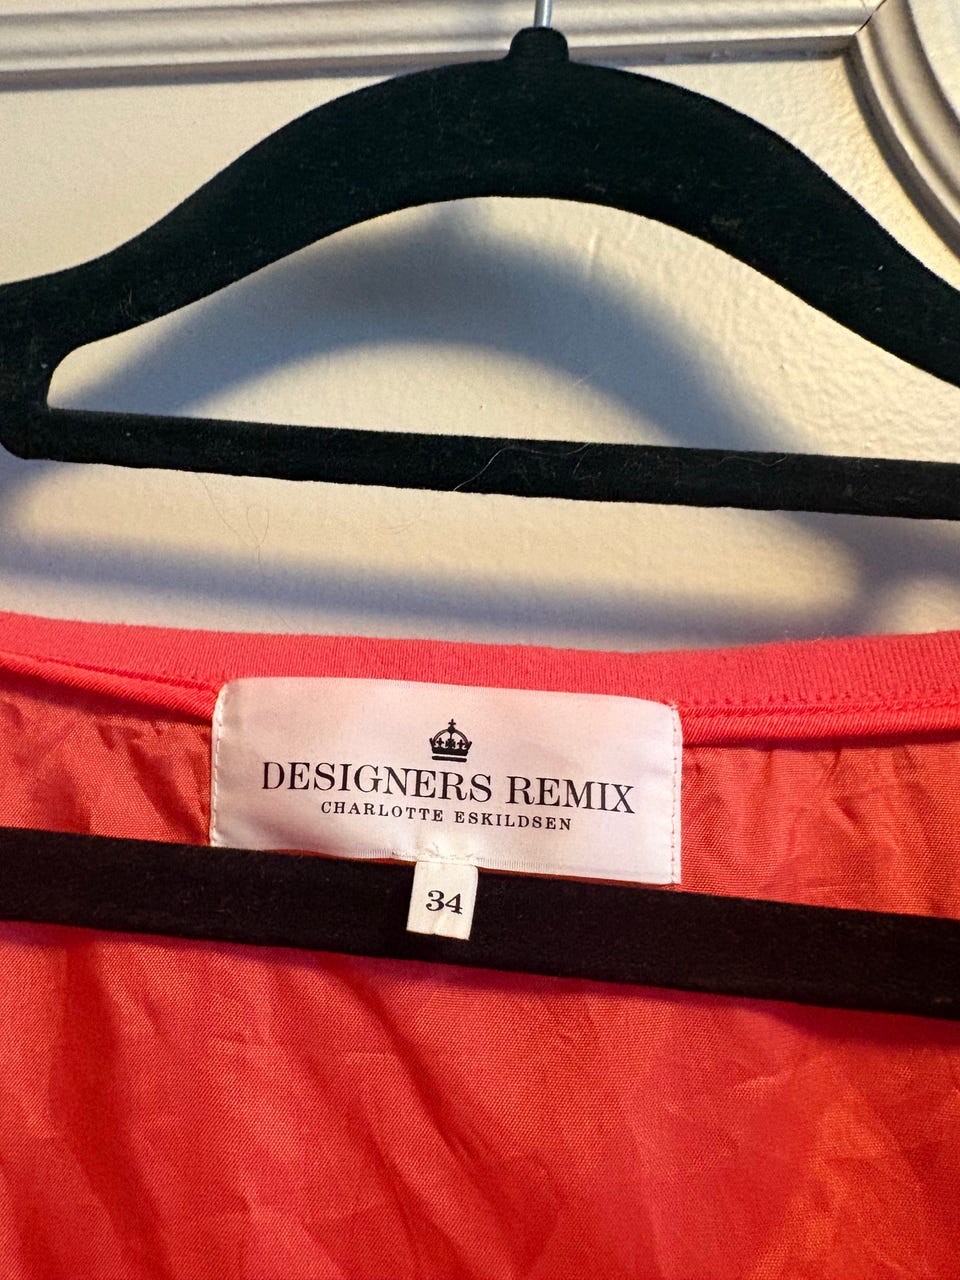 DESIGNERS REMIX
CHARLOTTE ESKILDSEN
34